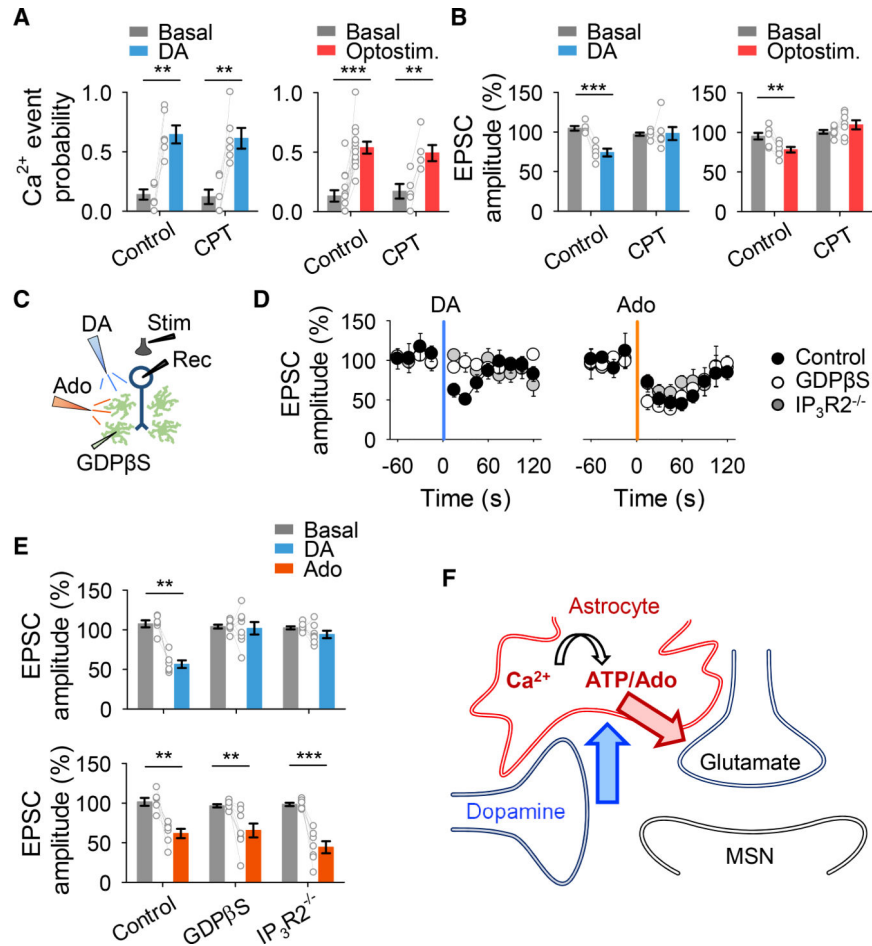 A
Basal
DA
Basal
Optostim.
** **
*** **
Ca²⁺ event
probability
1.0
0.5
0.0
1.0
0.5
0.0
Control
CPT
Control
CPT
B
Basal
DA
Basal
Optostim.
***
**
EPSC
amplitude (%)
150
100
50
0
150
100
50
0
Control
CPT
Control
CPT
C
DA
Stim
Rec
Ado
GDPβS
D
DA
Ado
EPSC
amplitude (%)
150
100
50
0
150
100
50
0
-60 0 60 120
-60 0 60 120
Time (s)
Time (s)
Control
GDPβS
IP₃R2⁻/⁻
E
Basal
DA
Ado
**
EPSC
amplitude (%)
150
100
50
0
** ** ***
EPSC
amplitude (%)
150
100
50
0
Control
GDPβS
IP₃R2⁻/⁻
F
Astrocyte
Ca²⁺
ATP/Ado
Glutamate
Dopamine
MSN